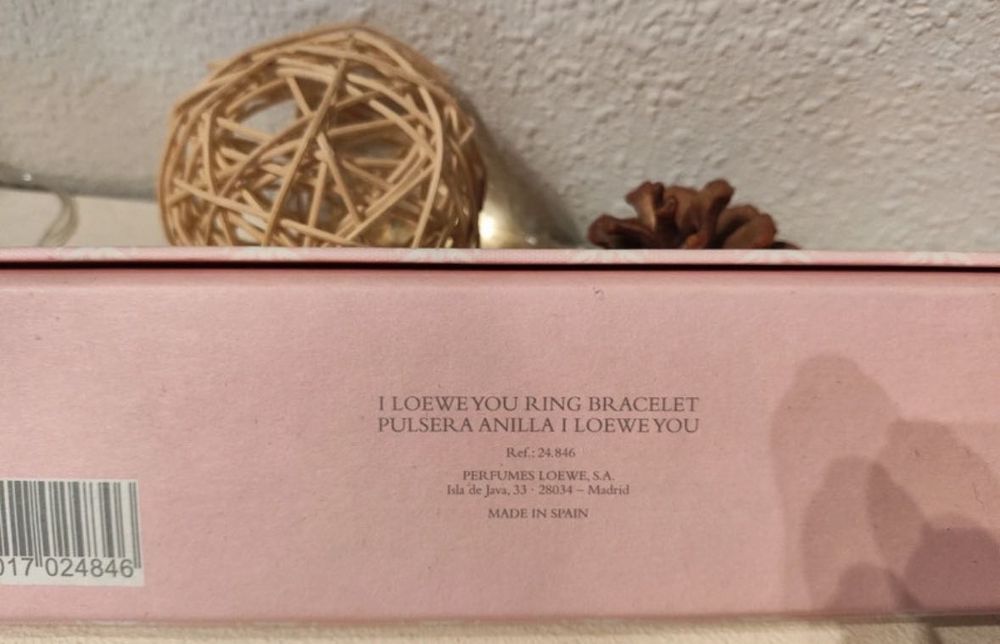 I LOEWE YOU RING BRACELET
PULSERA ANILLA I LOEWE YOU
Ref.: 24.846
PERFUMES LOEWE, S.A.
Isla de Java, 33 · 28034 – Madrid
MADE IN SPAIN
017 024846